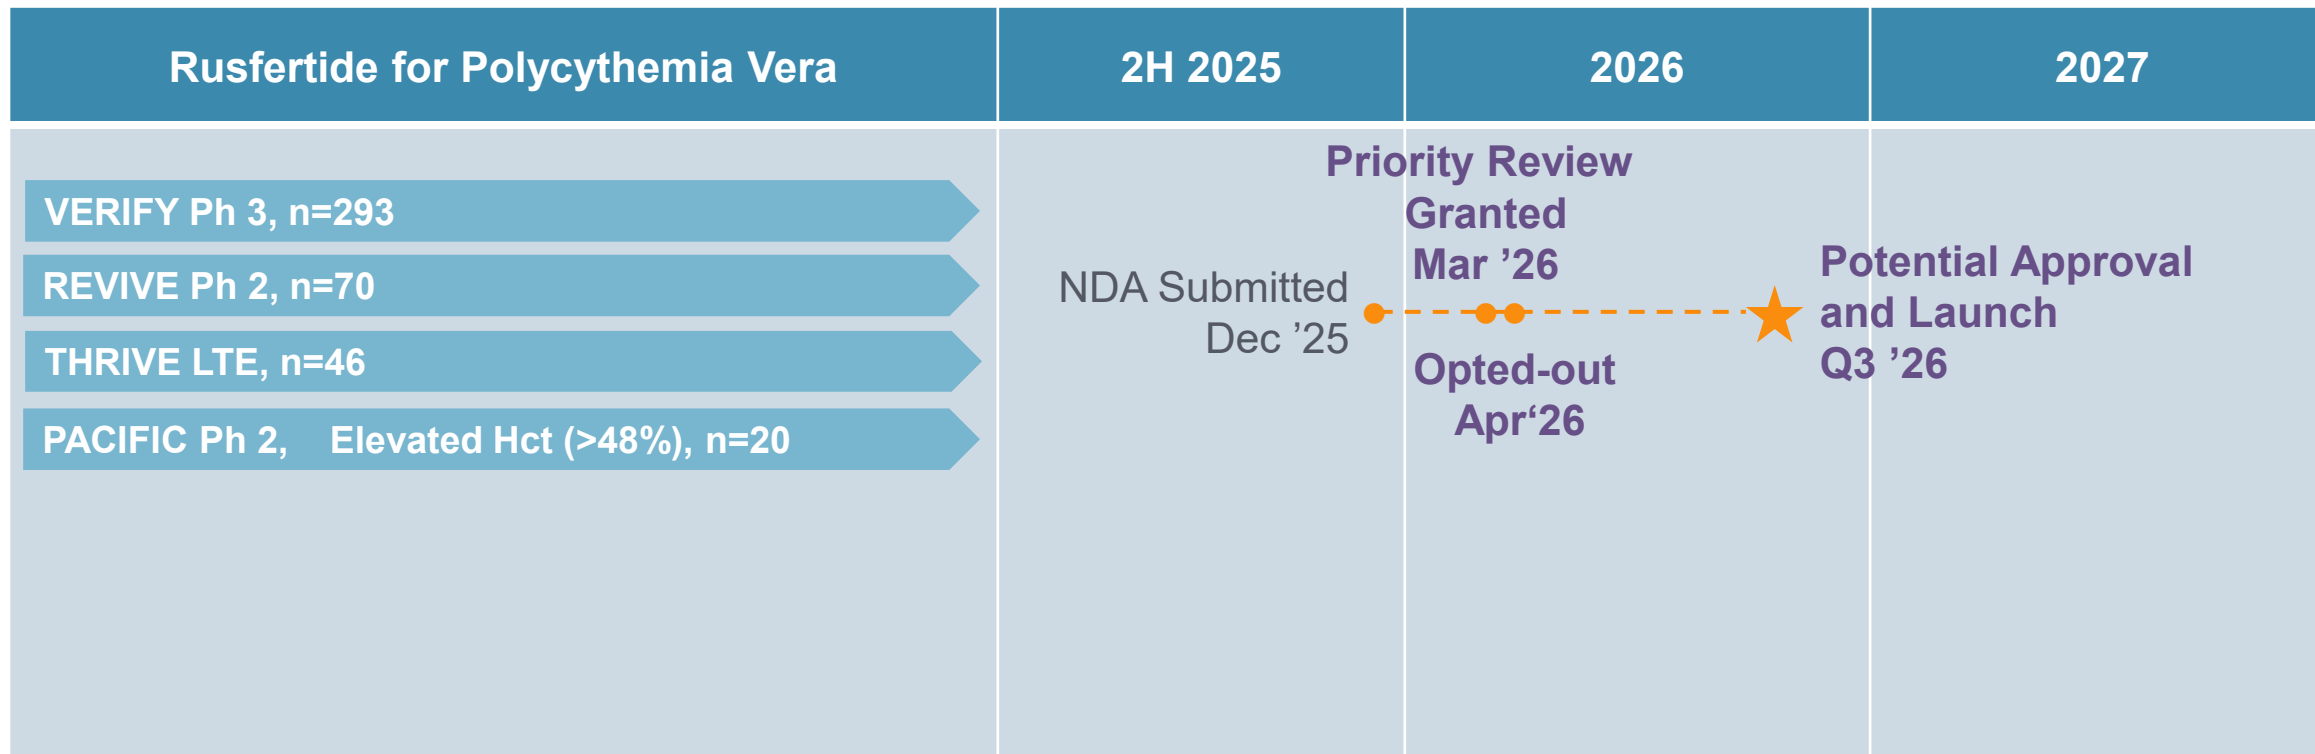 Rusfertide for Polycythemia Vera
2H 2025
2026
2027
VERIFY Ph 3, n=293
REVIVE Ph 2, n=70
THRIVE LTE, n=46
PACIFIC Ph 2,    Elevated Hct (>48%), n=20
NDA Submitted
Dec ’25
Priority Review
Granted
Mar ’26
Opted-out
Apr‘26
Potential Approval
and Launch
Q3 ’26